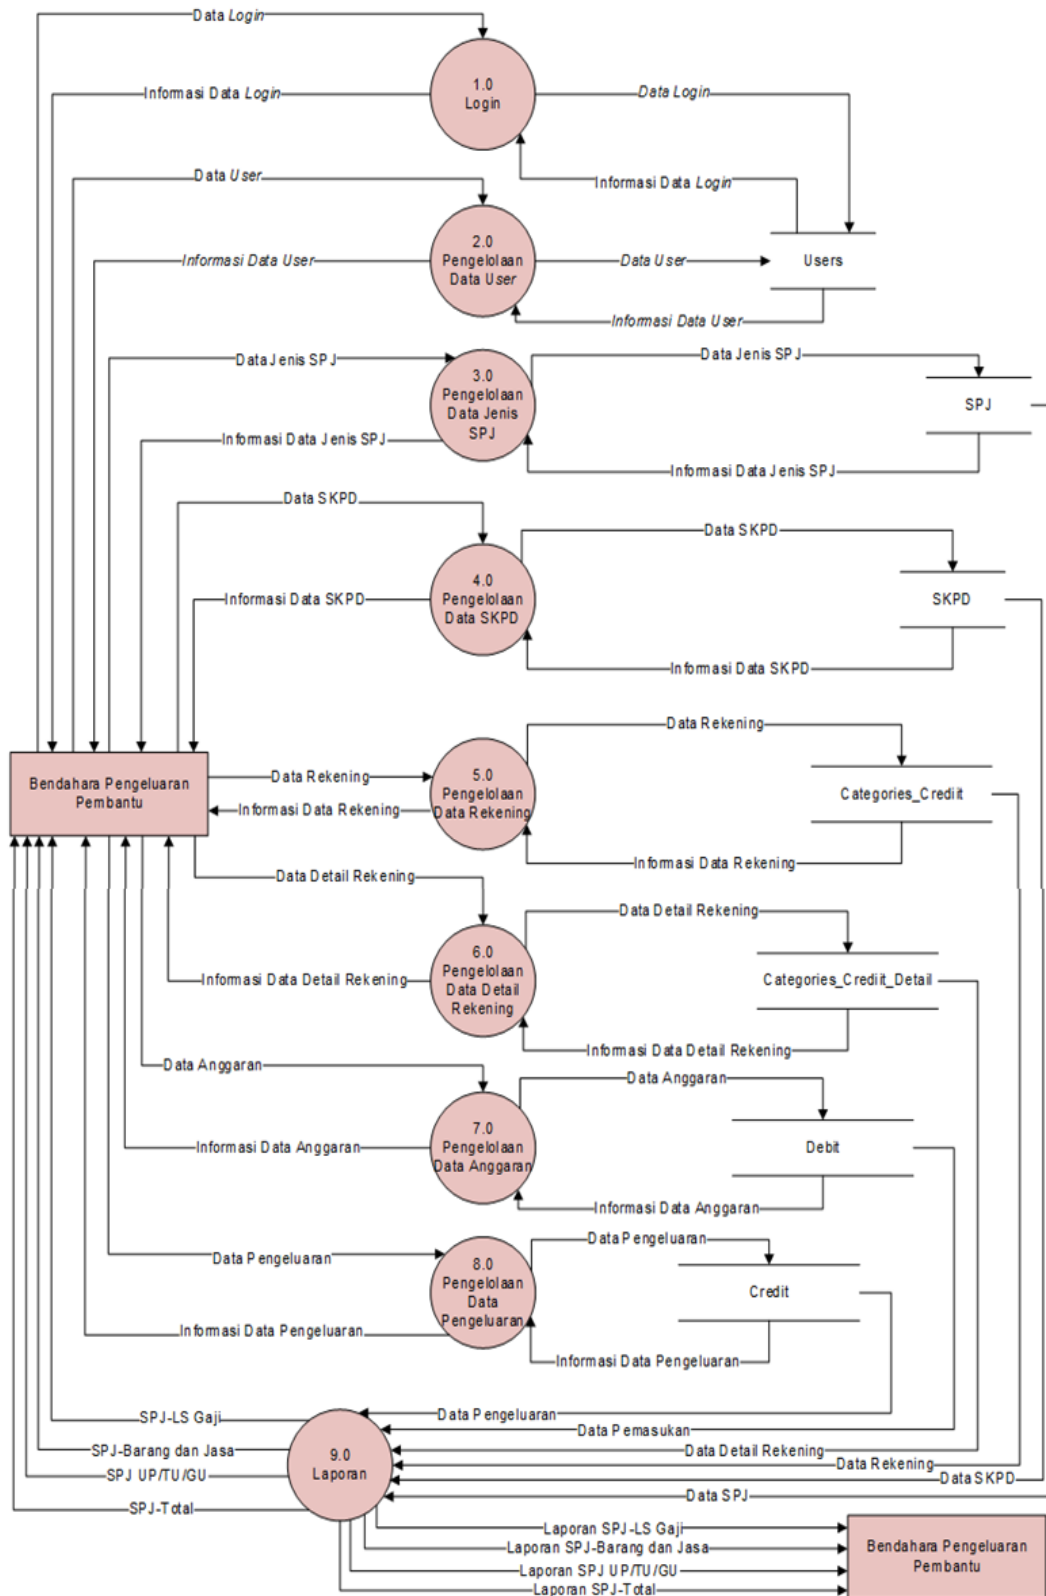 Data Login
1.0
Login
Informasi Data Login
Data Login
Informasi Data Login
Data User
2.0
Pengelolaan
Data User
Informasi Data User
Data User
Users
Informasi Data User
Data Jenis SPJ
3.0
Pengelolaan
Data Jenis
SPJ
Data Jenis SPJ
SPJ
Informasi Data Jenis SPJ
Informasi Data Jenis SPJ
Data SKPD
4.0
Pengelolaan
Data SKPD
Data SKPD
SKPD
Informasi Data SKPD
Informasi Data SKPD
Bendahara Pengeluaran
Pembantu
Data Rekening
5.0
Pengelolaan
Data Rekening
Data Rekening
Categories_Crediit
Informasi Data Rekening
Informasi Data Rekening
Data Detail Rekening
6.0
Pengelolaan
Data Detail
Rekening
Data Detail Rekening
Categories_Crediit_Detail
Informasi Data Detail Rekening
Informasi Data Detail Rekening
Data Anggaran
7.0
Pengelolaan
Data Anggaran
Data Anggaran
Debit
Informasi Data Anggaran
Informasi Data Anggaran
Data Pengeluaran
8.0
Pengelolaan
Data
Pengeluaran
Data Pengeluaran
Credit
Informasi Data Pengeluaran
Informasi Data Pengeluaran
SPJ-LS Gaji
SPJ-Barang dan Jasa
SPJ UP/TU/GU
SPJ-Total
9.0
Laporan
Data Pengeluaran
Data Pemasukan
Data Detail Rekening
Data Rekening
Data SKPD
Data SPJ
Laporan SPJ-LS Gaji
Laporan SPJ-Barang dan Jasa
Laporan SPJ UP/TU/GU
Laporan SPJ-Total
Bendahara Pengeluaran
Pembantu